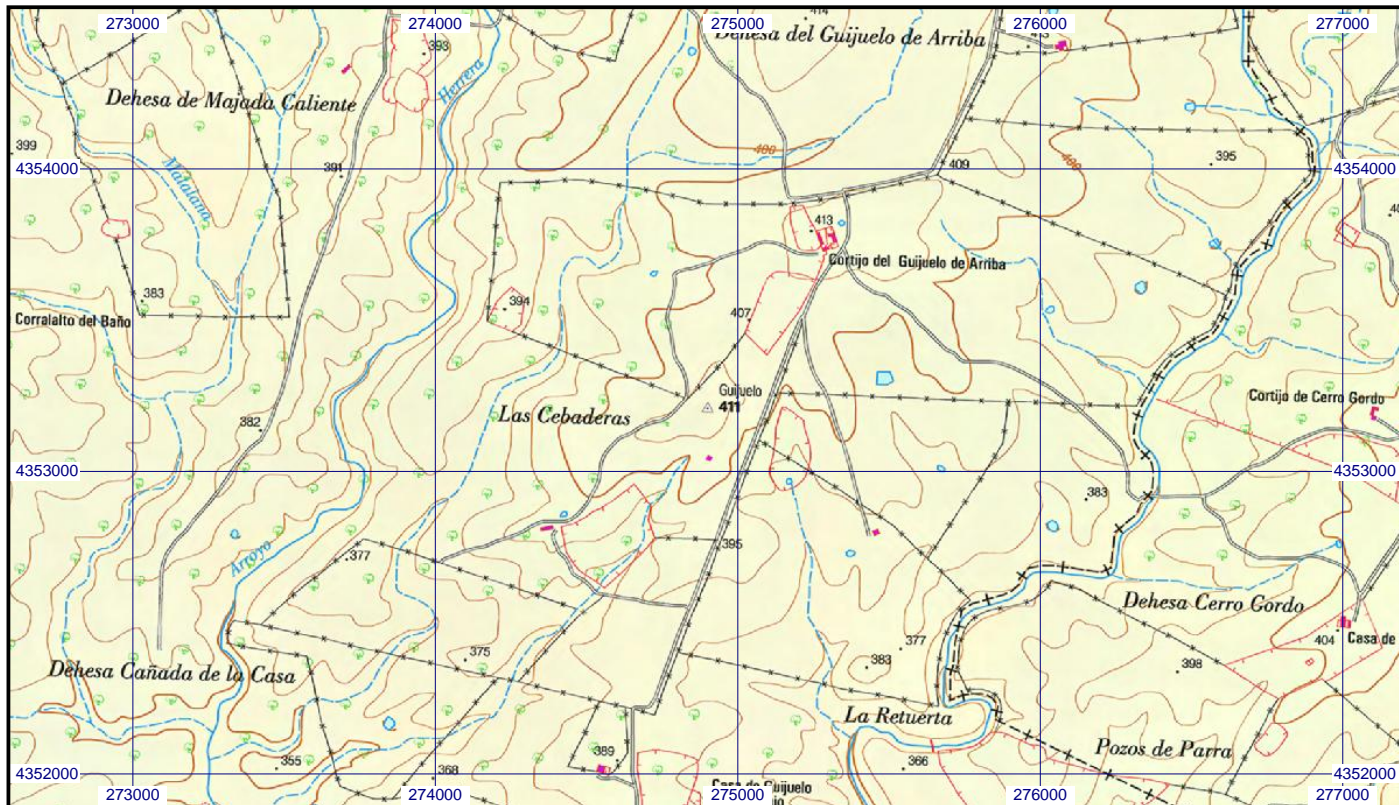 273000
274000
275000
276000
277000
414
Dehesa del Guijuelo de Arriba
393
Herrera
Dehesa de Majada Caliente
399
400
409
400
395
4354000
4354000
391
Matalano
413
Cortijo del Guijuelo de Arriba
383
394
407
Corralalto del Baño
Guijuelo
411
Cortijo de Cerro Gordo
Las Cebaderas
382
4353000
4353000
383
395
377
Arroyo
Dehesa Cerro Gordo
404
Casa de
377
375
383
398
Dehesa Cañada de la Casa
La Retuerta
Pozos de Parra
389
355
368
366
4352000
4352000
Casa de Guijuelo
273000
274000
275000
276000
277000